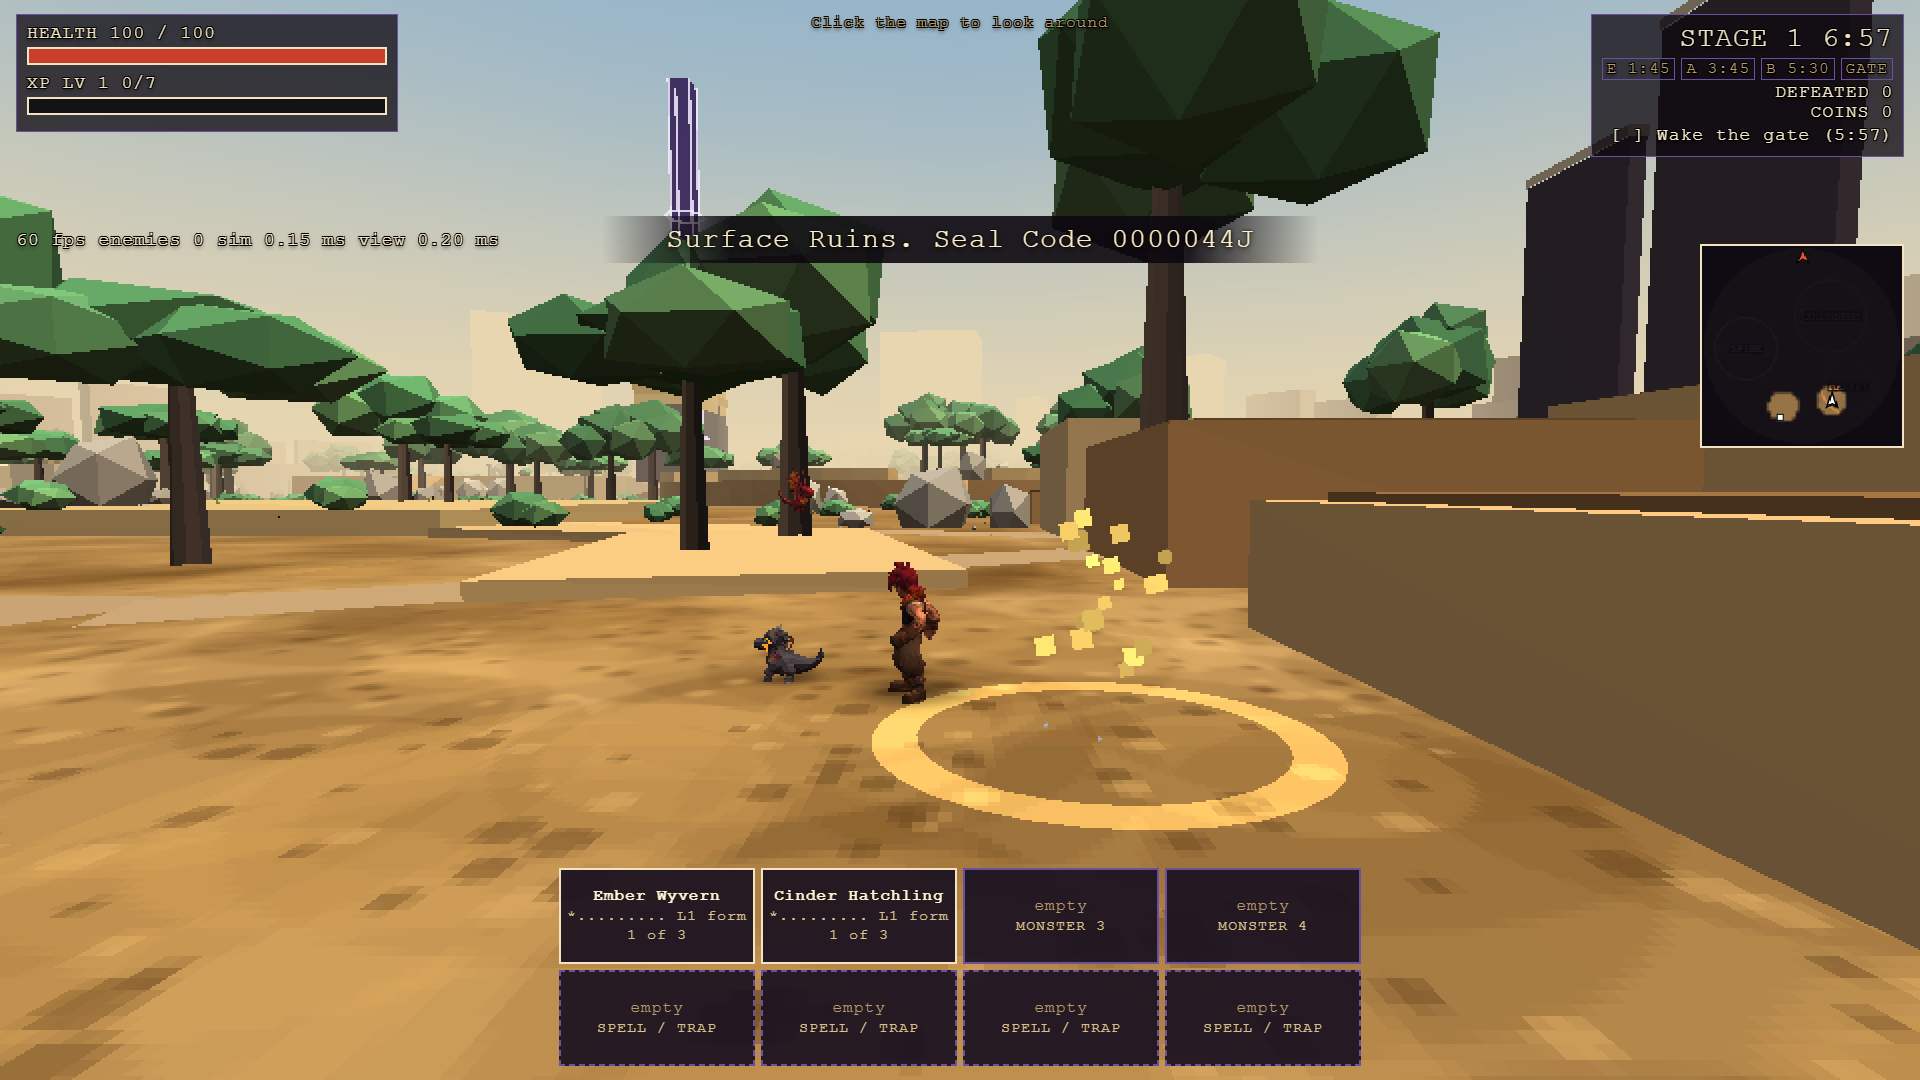 HEALTH 100 / 100
XP LV 1 0/7
Click the map to look around
STAGE 1 6:57
E 1:45 A 3:45 B 5:30 GATE
DEFEATED 0
COINS 0
[ ] Wake the gate (5:57)
60 fps enemies 0 sim 0.15 ms view 0.20 ms
Surface Ruins. Seal Code 0000044J
Ember Wyvern
*......... L1 form
1 of 3
Cinder Hatchling
*......... L1 form
1 of 3
empty
MONSTER 3
empty
MONSTER 4
empty
SPELL / TRAP
empty
SPELL / TRAP
empty
SPELL / TRAP
empty
SPELL / TRAP